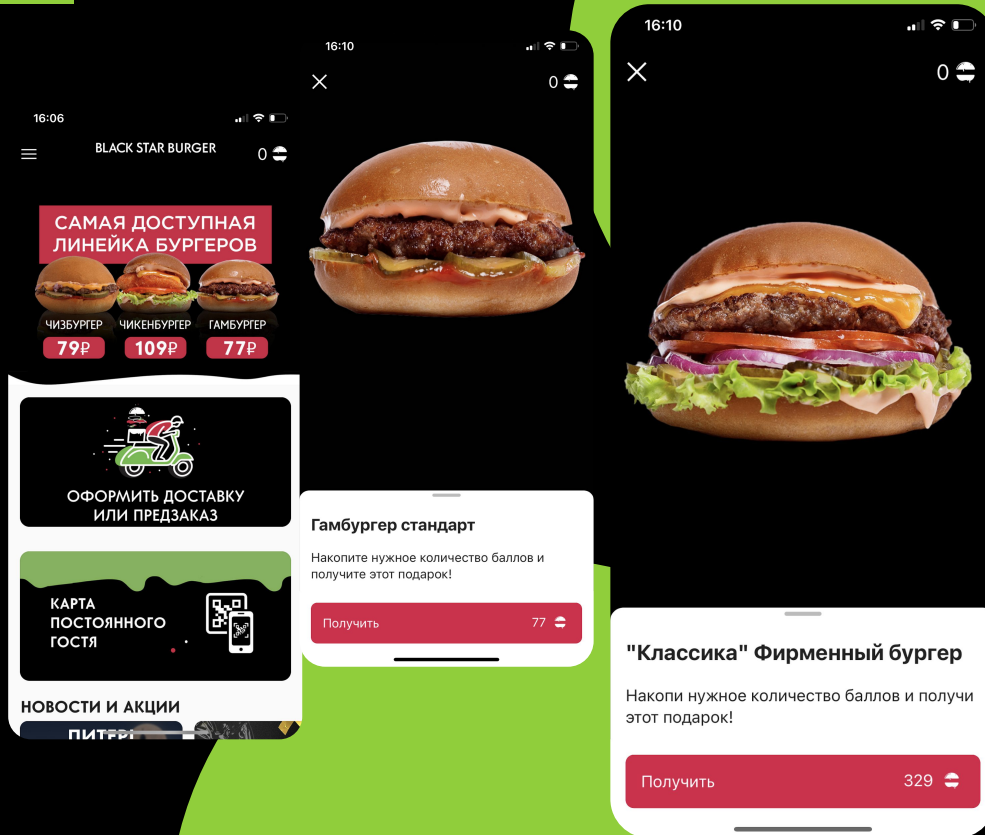 16:06
BLACK STAR BURGER
0
САМАЯ ДОСТУПНАЯ
ЛИНЕЙКА БУРГЕРОВ
ЧИЗБУРГЕР ЧИКЕНБУРГЕР ГАМБУРГЕР
79₽ 109₽ 77₽
ОФОРМИТЬ ДОСТАВКУ
ИЛИ ПРЕДЗАКАЗ
КАРТА
ПОСТОЯННОГО
ГОСТЯ
НОВОСТИ И АКЦИИ
16:10
0
Гамбургер стандарт
Накопите нужное количество баллов и
получите этот подарок!
Получить 77
16:10
0
"Классика" Фирменный бургер
Накопи нужное количество баллов и получи
этот подарок!
Получить 329